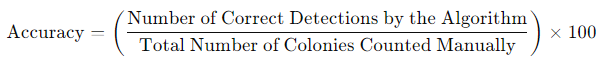 Accuracy = ( Number of Correct Detections by the Algorithm / Total Number of Colonies Counted Manually ) × 100